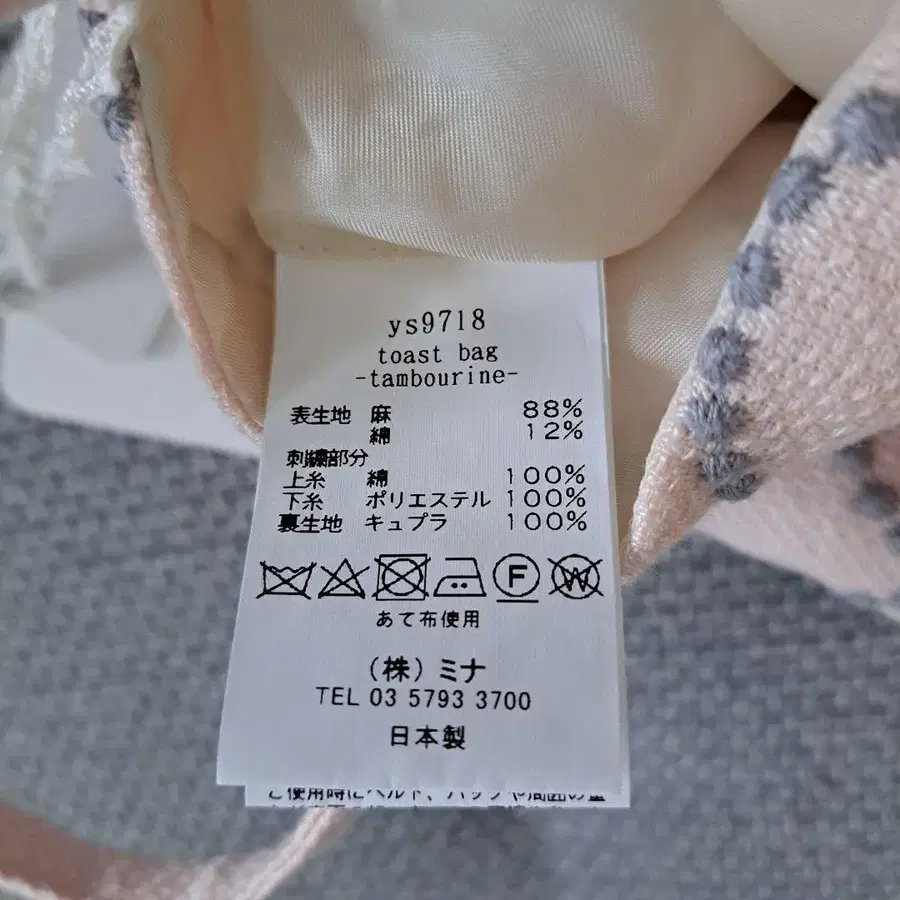 ys9718
toast bag
-tambourine-
表生地 麻 88%
綿 12%
刺繍部分
上糸 綿 100%
下糸 ポリエステル 100%
裏生地 キュプラ 100%
F W
あて布使用
(株) ミナ
TEL 03 5793 3700
日本製